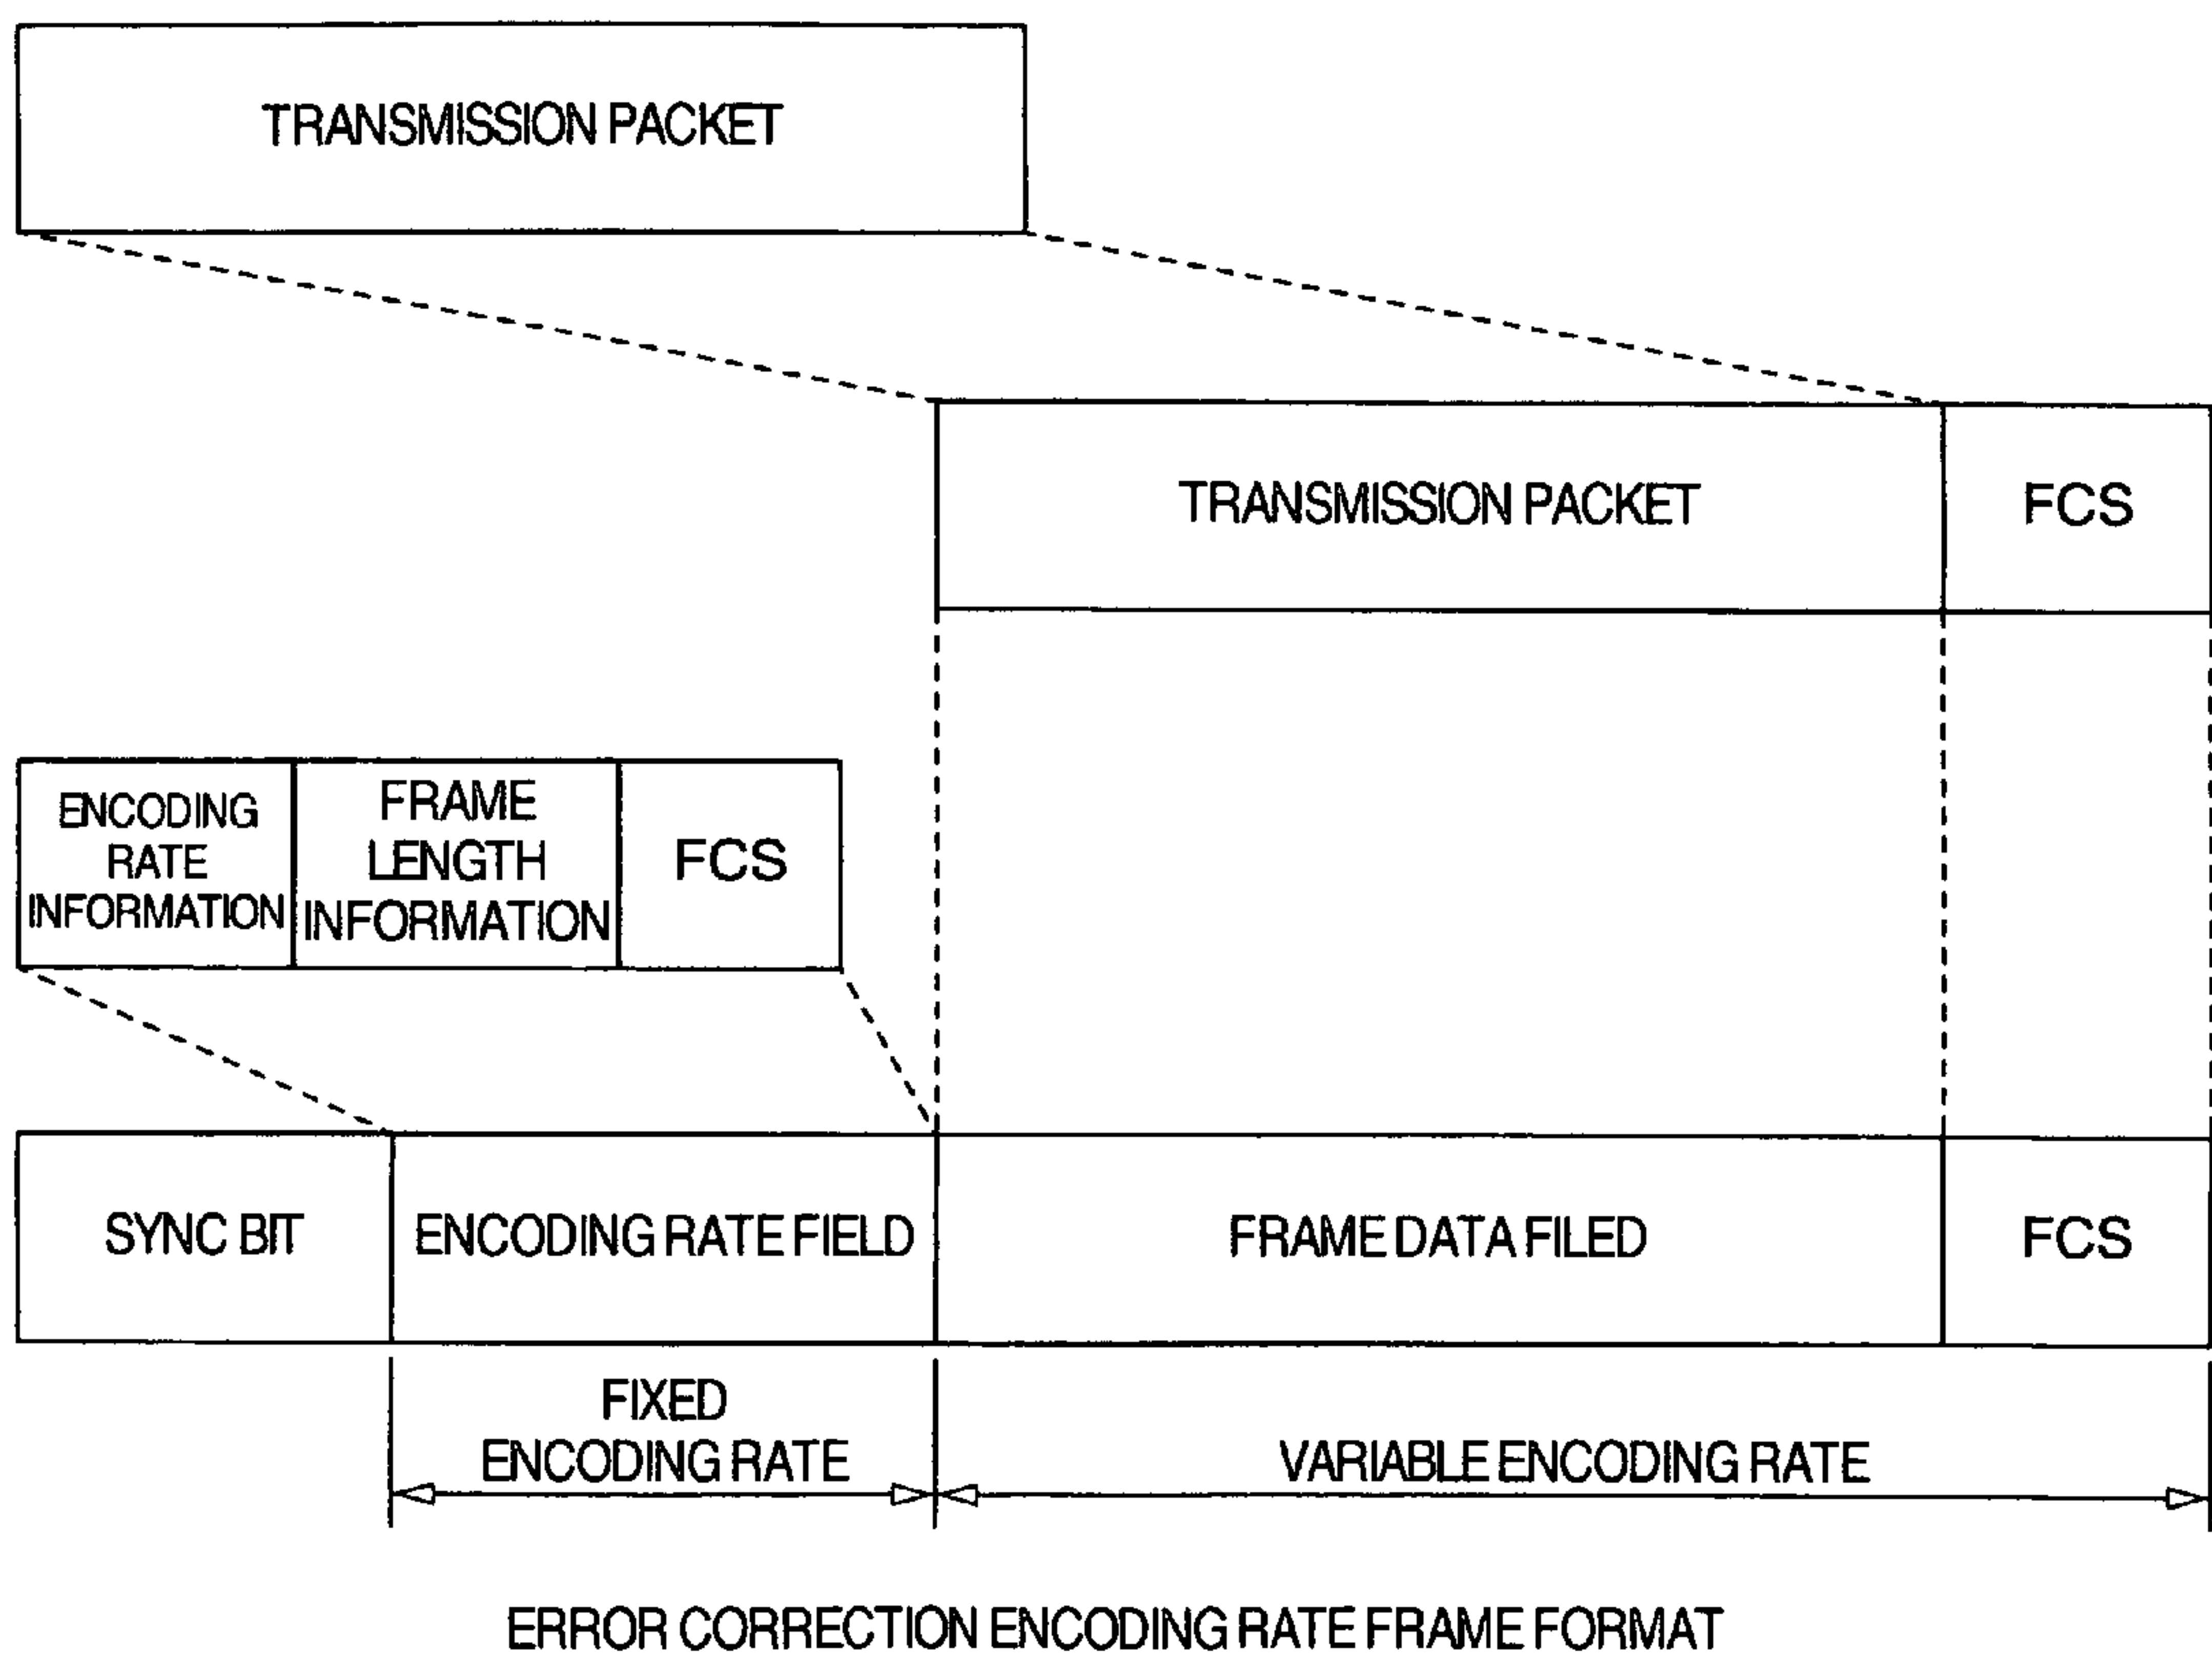 TRANSMISSION PACKET
TRANSMISSION PACKET
FCS
ENCODING
RATE
INFORMATION
FRAME
LENGTH
INFORMATION
FCS
SYNC BIT
ENCODING RATE FIELD
FRAME DATA FILED
FCS
FIXED
ENCODING RATE
VARIABLE ENCODING RATE
ERROR CORRECTION ENCODING RATE FRAME FORMAT